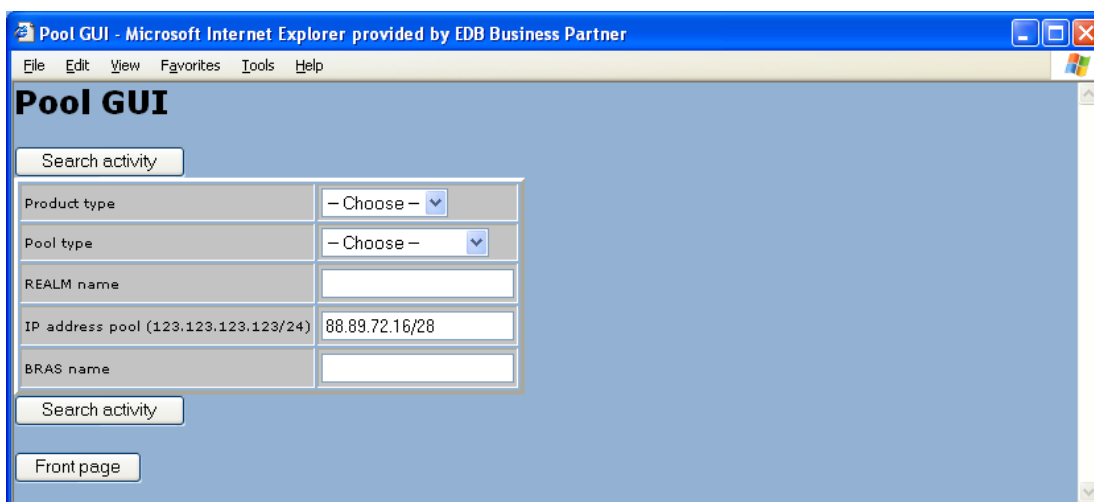 Pool GUI - Microsoft Internet Explorer provided by EDB Business Partner
File Edit View Favorites Tools Help
Pool GUI
Search activity
Product type – Choose –
Pool type – Choose –
REALM name
IP address pool (123.123.123.123/24) 88.89.72.16/28
BRAS name
Search activity
Front page